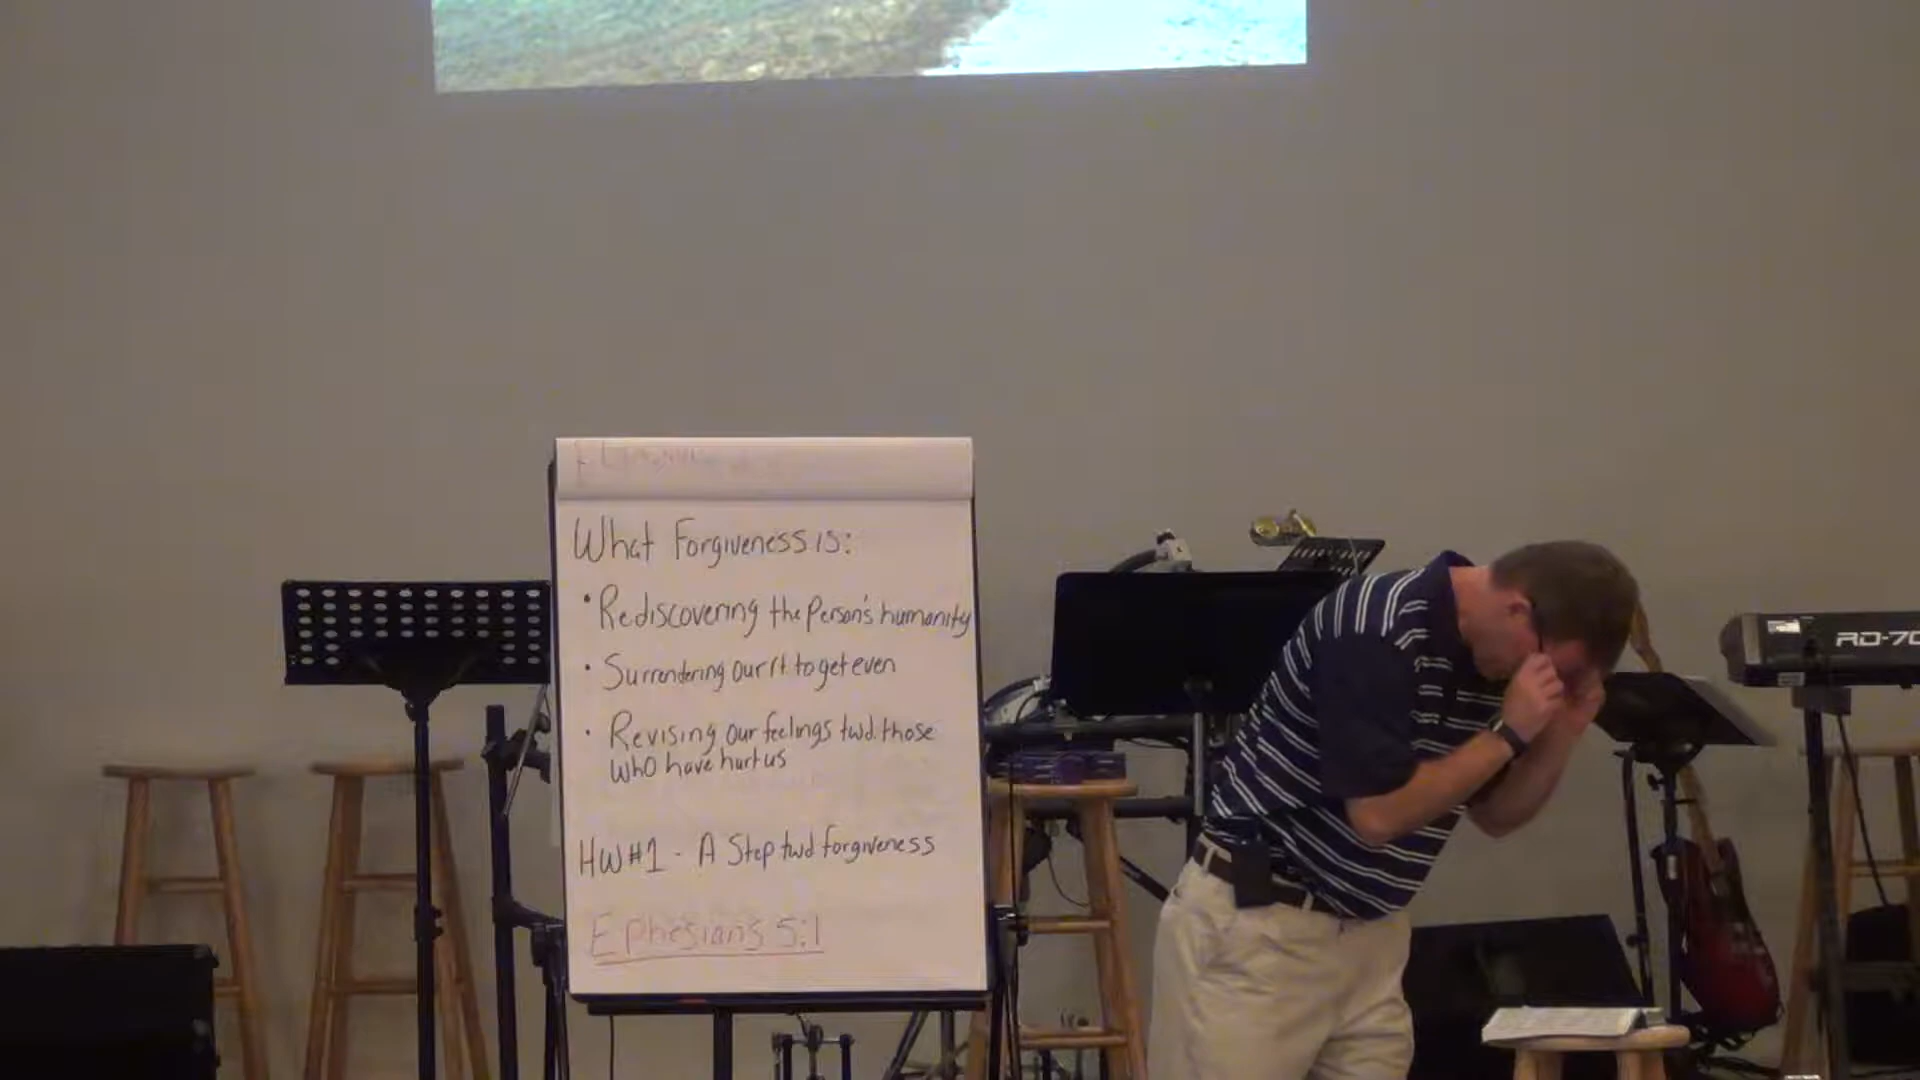 What Forgiveness is:
• Rediscovering the Person's humanity
• Surrendering our rt. to get even
• Revising our feelings twd. those
who have hurt us
HW#1 - A Step twd forgiveness
Ephesians 5:1
RD-70